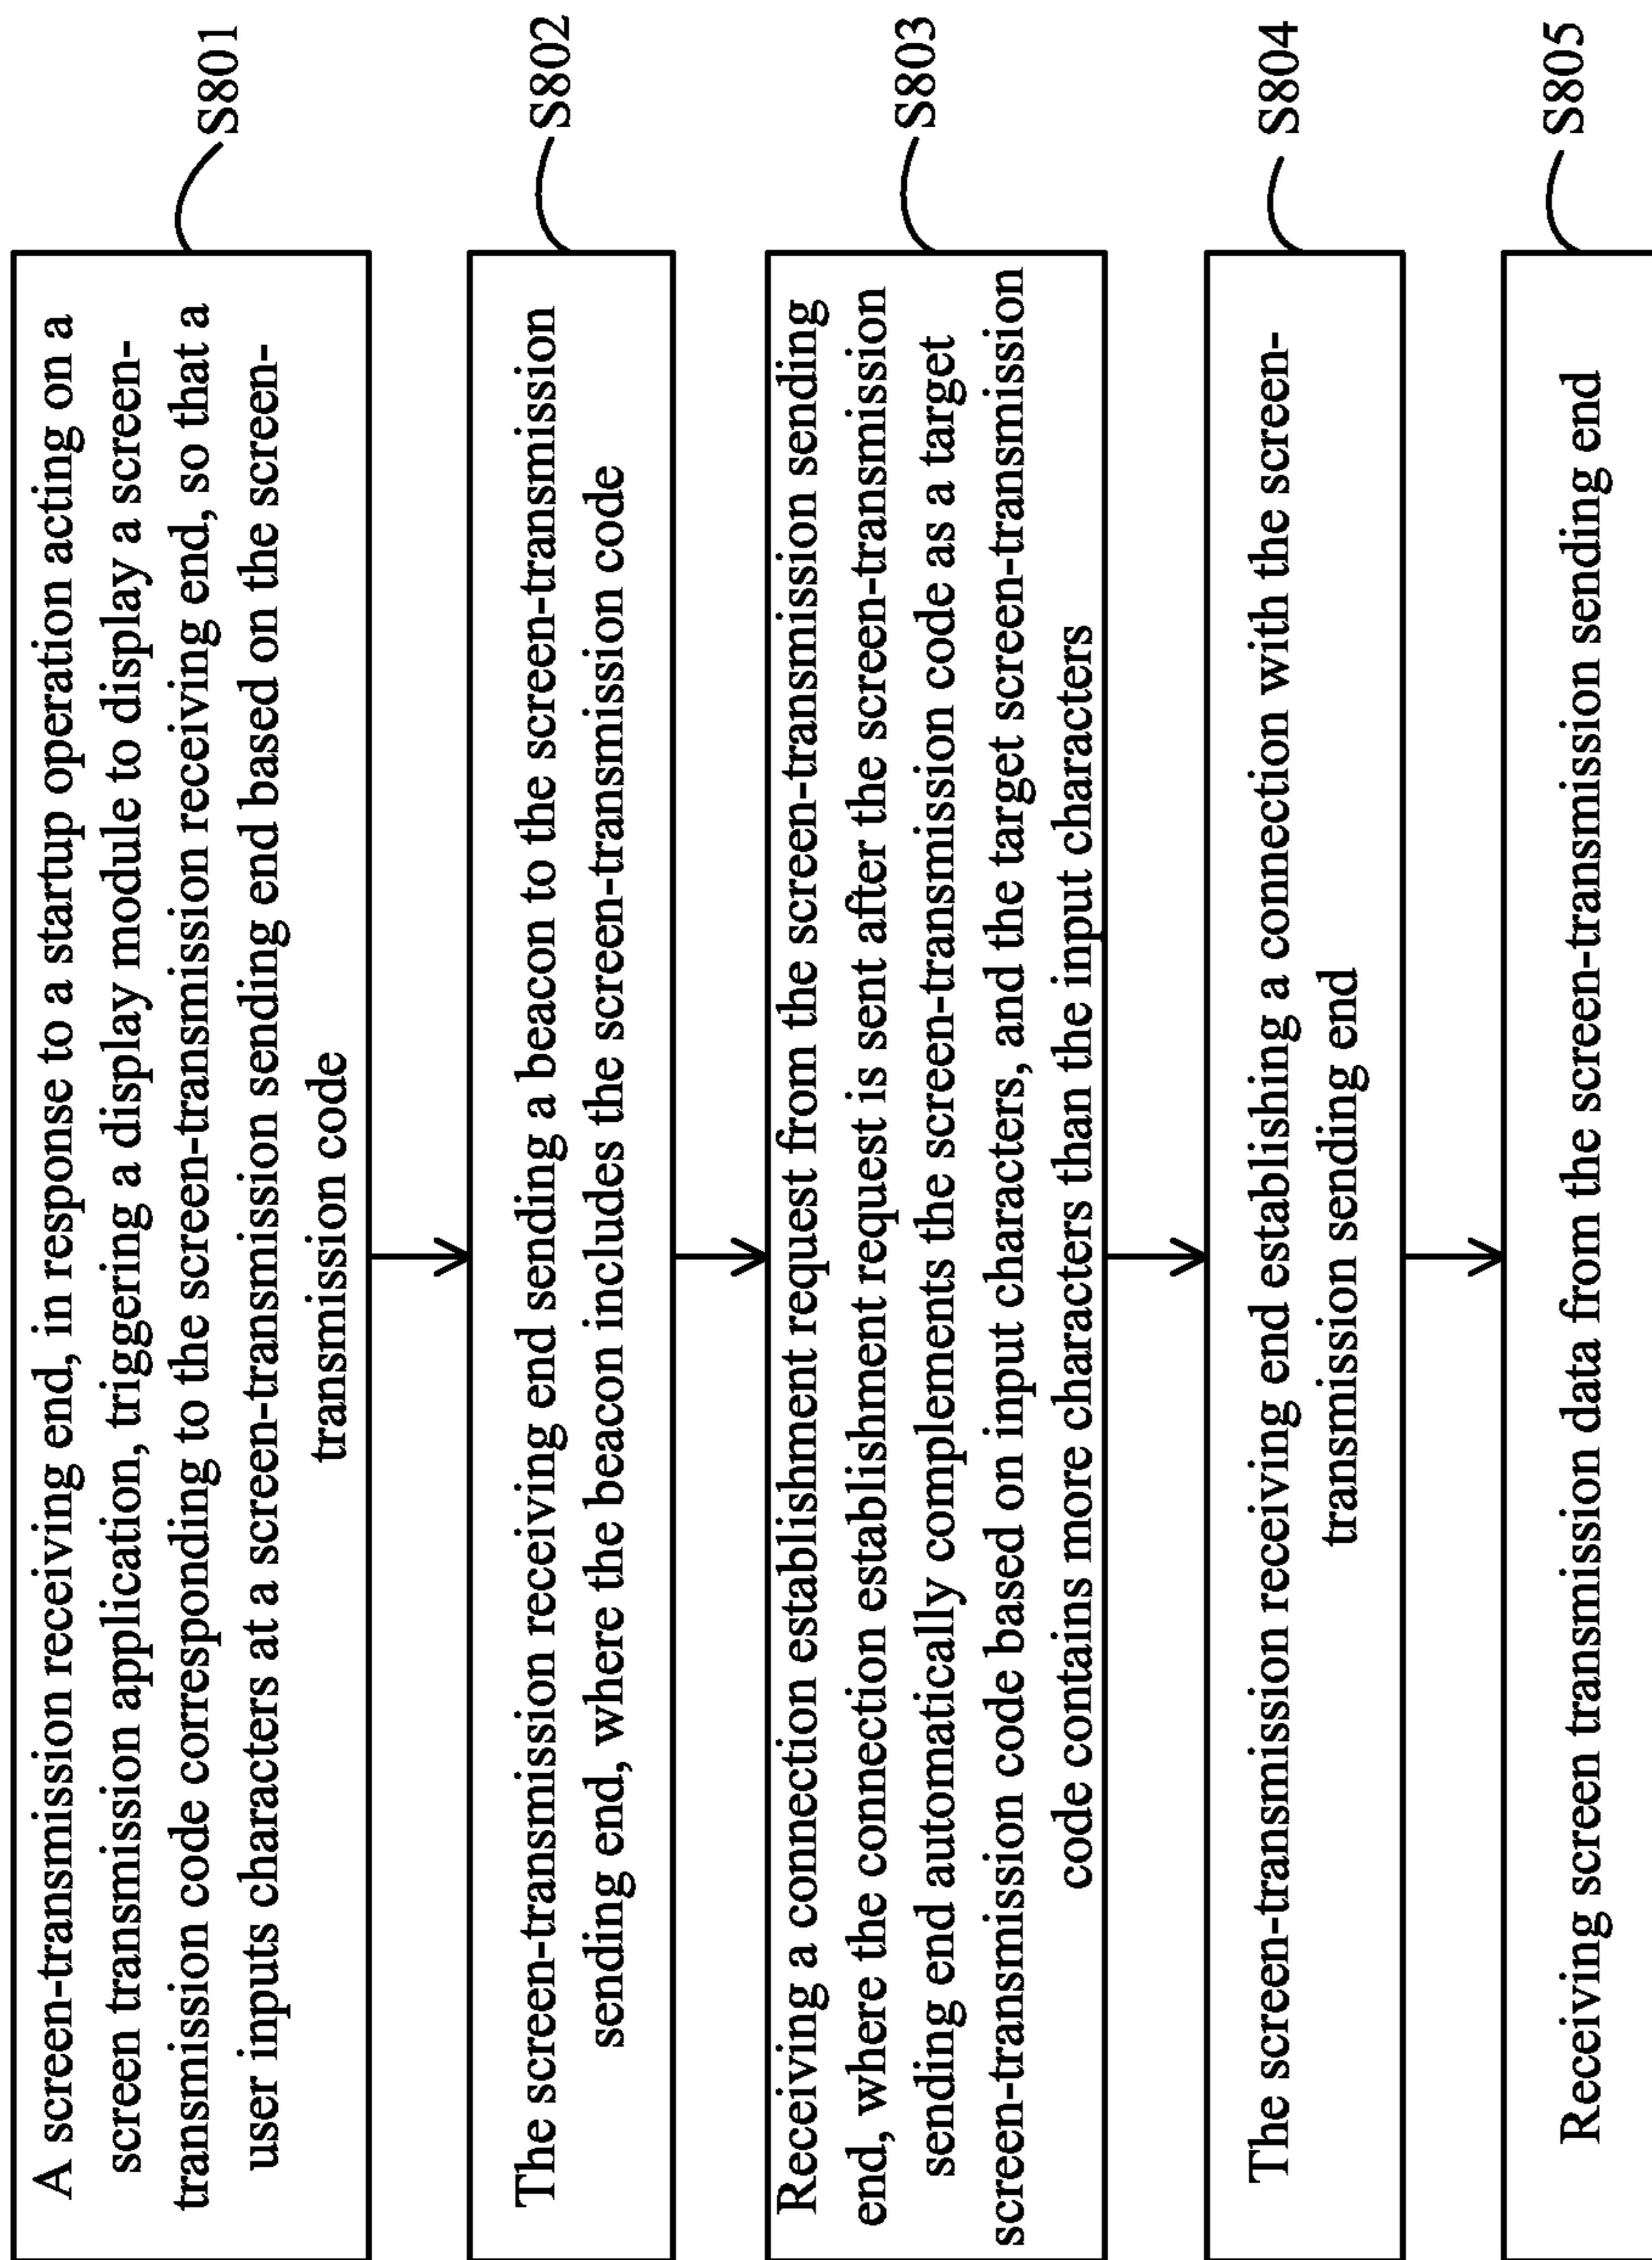 A screen-transmission receiving end, in response to a startup operation acting on a
screen transmission application, triggering a display module to display a screen-
transmission code corresponding to the screen-transmission receiving end, so that a
user inputs characters at a screen-transmission sending end based on the screen-
transmission code
S801
The screen-transmission receiving end sending a beacon to the screen-transmission
sending end, where the beacon includes the screen-transmission code
S802
Receiving a connection establishment request from the screen-transmission sending
end, where the connection establishment request is sent after the screen-transmission
sending end automatically complements the screen-transmission code as a target
screen-transmission code based on input characters, and the target screen-transmission
code contains more characters than the input characters
S803
The screen-transmission receiving end establishing a connection with the screen-
transmission sending end
S804
Receiving screen transmission data from the screen-transmission sending end
S805